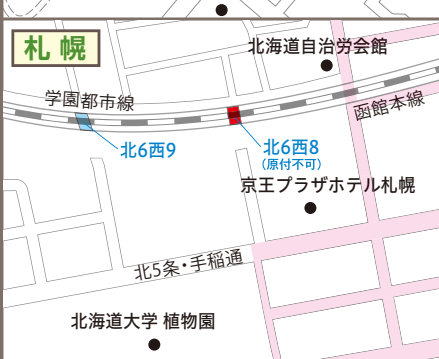 札幌
北海道自治労会館
学園都市線
函館本線
北6西9
北6西8
(原付不可)
京王プラザホテル札幌
北5条・手稲通
北海道大学 植物園